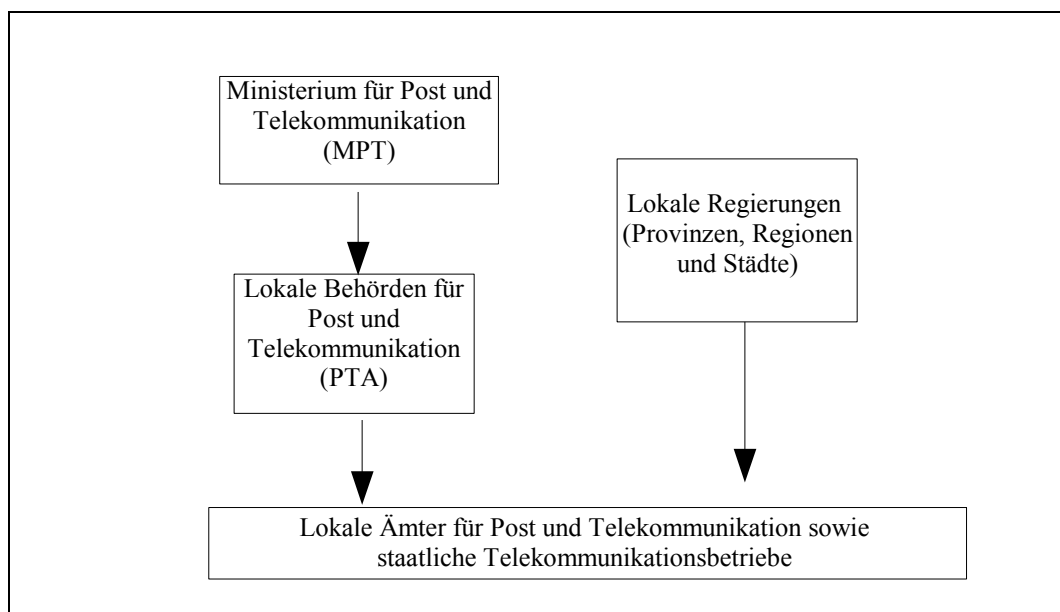 Ministerium für Post und
Telekommunikation
(MPT)
Lokale Regierungen
(Provinzen, Regionen
und Städte)
Lokale Behörden für
Post und
Telekommunikation
(PTA)
Lokale Ämter für Post und Telekommunikation sowie
staatliche Telekommunikationsbetriebe